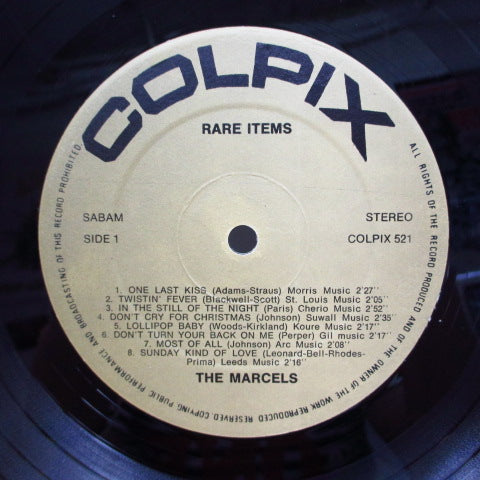 COLPIX
RARE ITEMS
SABAM
STEREO
SIDE 1
COLPIX 521
1. ONE LAST KISS (Adams-Straus) Morris Music 2'27''
2. TWISTIN' FEVER (Blackwell-Scott) St. Louis Music 2'05''
3. IN THE STILL OF THE NIGHT (Paris) Cherio Music 2'52''
4. DON'T CRY FOR CHRISTMAS (Johnson) Suwall Music 2'35''
5. LOLLIPOP BABY (Woods-Kirkland) Koure Music 2'17''
6. DON'T TURN YOUR BACK ON ME (Perper) Gil music 2'17''
7. MOST OF ALL (Johnson) Arc Music 2'08''
8. SUNDAY KIND OF LOVE (Leonard-Bell-Rhodes-
Prima) Leeds Music 2'16''
THE MARCELS
ALL RIGHTS OF THE RECORD PRODUCED AND OF THE OWNER OF THE WORK REPRODUCED RESERVED COPYING PUBLIC PERFORMANCE AND BROADCASTING OF THIS RECORD PROHIBITED